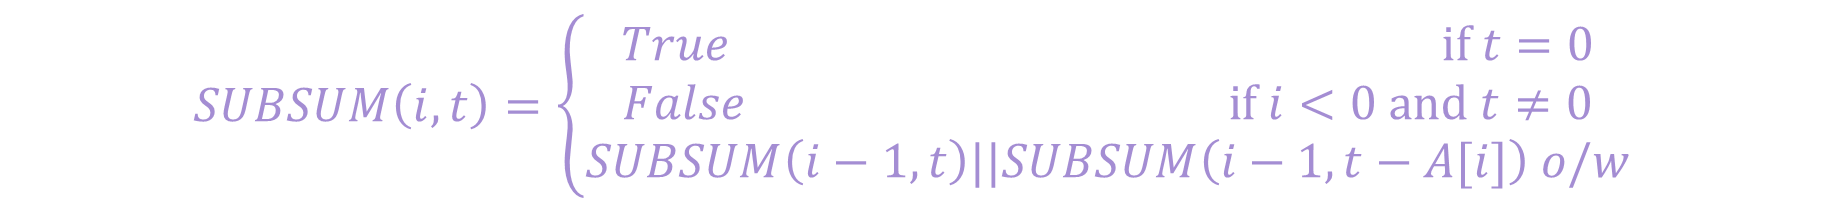 True if t = 0
SUBSUM(i, t) = { False if i < 0 and t ≠ 0
SUBSUM(i − 1, t)||SUBSUM(i − 1, t − A[i]) o/w